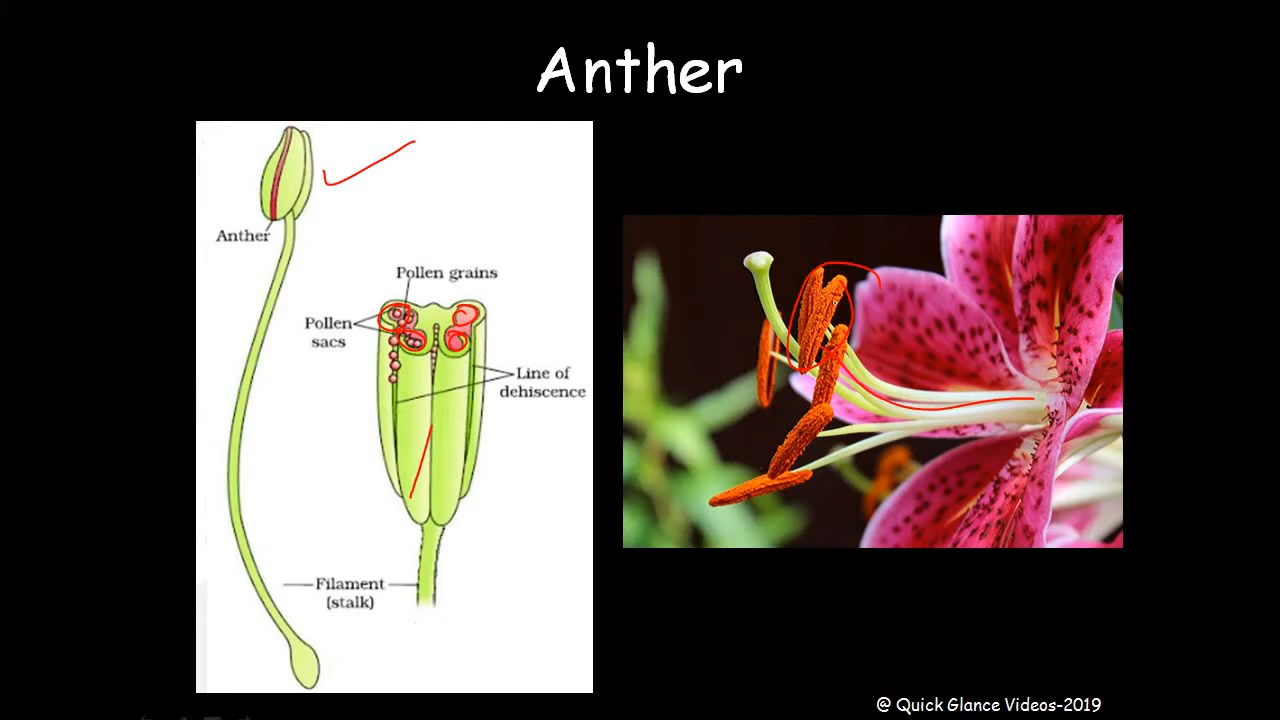 Anther
Anther
Pollen grains
Pollen
sacs
Line of
dehiscence
Filament
(stalk)
@ Quick Glance Videos-2019